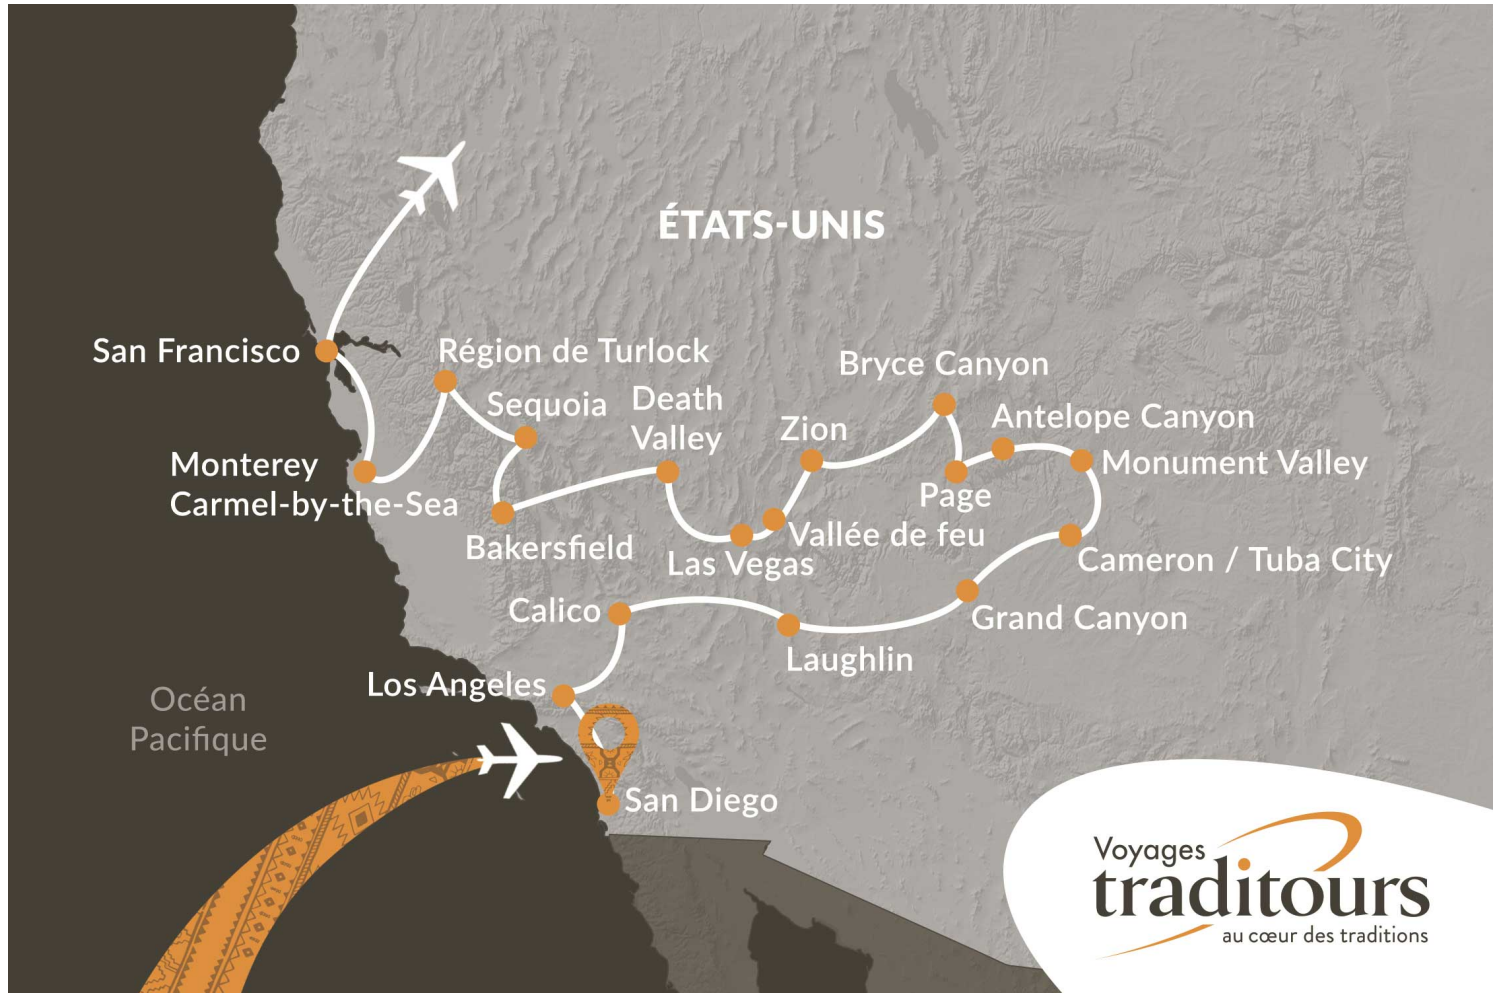 ÉTATS-UNIS
San Francisco
Région de Turlock
Bryce Canyon
Sequoia
Death
Valley
Zion
Antelope Canyon
Monterey
Carmel-by-the-Sea
Monument Valley
Page
Bakersfield
Las Vegas
Vallée de feu
Cameron / Tuba City
Calico
Grand Canyon
Laughlin
Los Angeles
Océan
Pacifique
San Diego
Voyages
traditours
au cœur des traditions